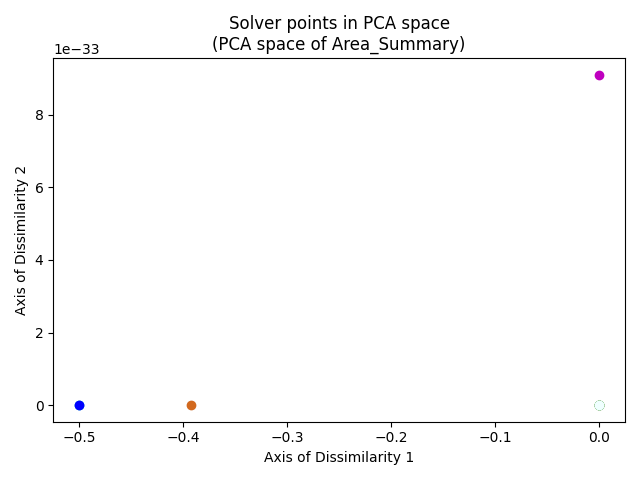 Solver points in PCA space
(PCA space of Area_Summary)
1e−33
8
6
4
2
0
Axis of Dissimilarity 2
−0.5
−0.4
−0.3
−0.2
−0.1
0.0
Axis of Dissimilarity 1